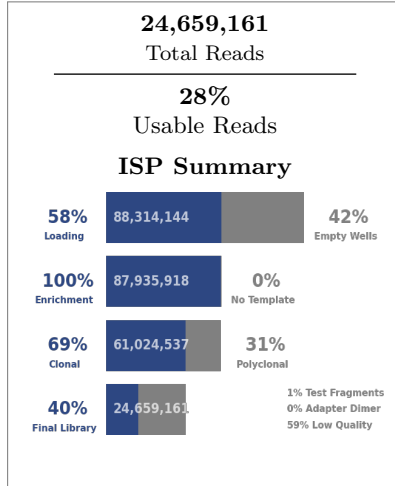 24,659,161
Total Reads
28%
Usable Reads
ISP Summary
58%
Loading
88,314,144
42%
Empty Wells
100%
Enrichment
87,935,918
0%
No Template
69%
Clonal
61,024,537
31%
Polyclonal
40%
Final Library
24,659,161
1% Test Fragments
0% Adapter Dimer
59% Low Quality